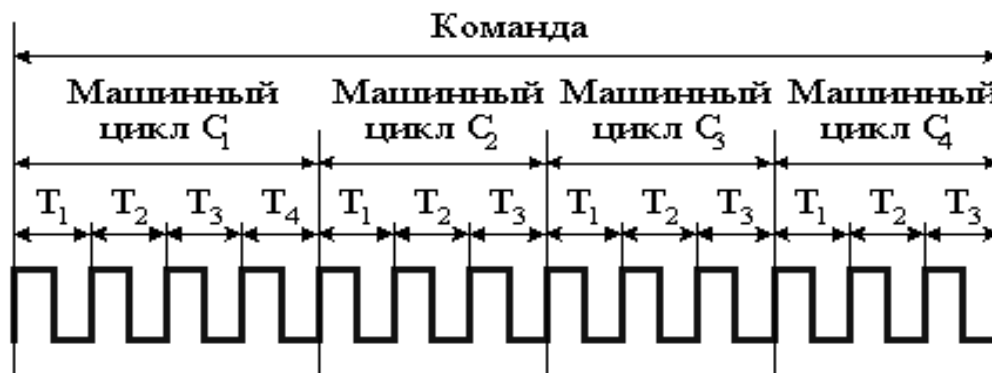 Команда
Машинный Машинный Машинный Машинный
цикл C₁ цикл C₂ цикл C₃ цикл C₄
T₁ T₂ T₃ T₄ T₁ T₂ T₃ T₁ T₂ T₃ T₁ T₂ T₃